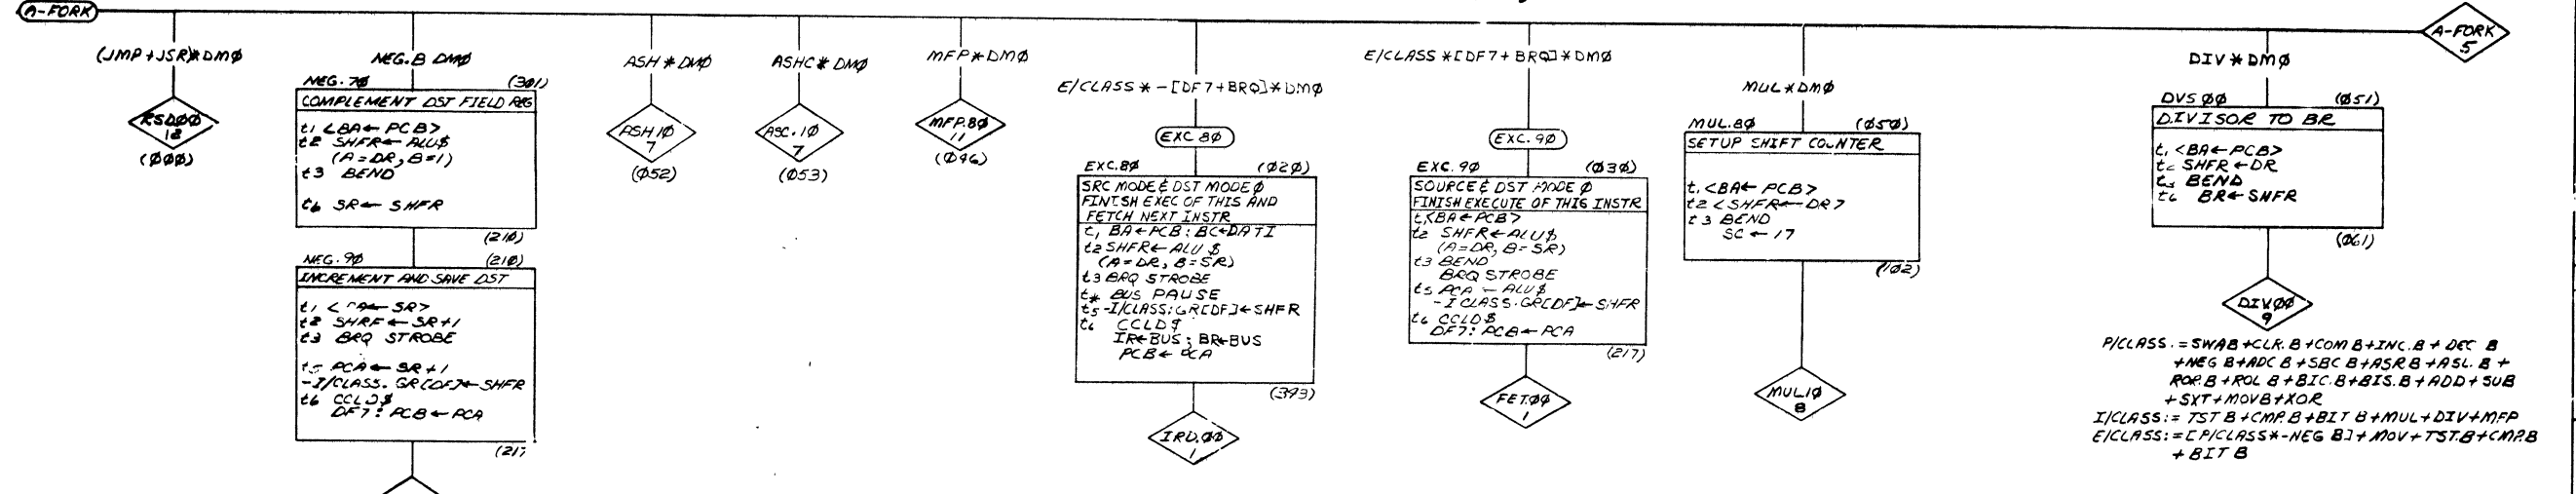 A-FORK
(JMP+JSR)*DMØ
RSDØØ
12
(ØØØ)
NEG.B DMØ
NEG.7Ø (3Ø1)
COMPLEMENT DST FIELD REG
t1 <BA←PCB>
t2 SHFR←ALU$
(A=DR, B=1)
t3 BEND
t6 SR←SHFR
(21Ø)
NEG.9Ø (21Ø)
INCREMENT AND SAVE DST
t1 < A←SR>
t2 SHRF←SR+1
t3 BRQ STROBE
t5 PCA←SR+1
-I/CLASS. GR[DF]←SHFR
t6 CCLD$
DF7: PCB←PCA
(217
ASH*DMØ
ASH1Ø
7
(Ø52)
ASHC*DMØ
ASC.1Ø
7
(Ø53)
MFP*DMØ
MFP.8Ø
11
(Ø46)
E/CLASS*-[DF7+BRQ]*DMØ
EXC 8Ø
EXC.8Ø (Ø2Ø)
SRC MODE & DST MODE Ø
FINISH EXEC OF THIS AND
FETCH NEXT INSTR
t1 BA←PCB; BC←DATI
t2 SHFR←ALU$
(A=DR, B=SR)
t3 BRQ STROBE
t* BUS PAUSE
t5 -I/CLASS: GR[DF]←SHFR
t6 CCLD$
IR←BUS; BR←BUS
PCB←PCA
(343)
IRD.ØØ
1
E/CLASS*[DF7+BRQ]*DMØ
EXC.9Ø
EXC.9Ø (Ø3Ø)
SOURCE & DST MODE Ø
FINISH EXECUTE OF THIS INSTR
t1 <BA←PCB>
t2 SHFR←ALU$
(A=DR, B=SR)
t3 BEND
BRQ STROBE
t5 PCA←ALU$
-I CLASS. GR[DF]←SHFR
t6 CCLD$
DF7: PCB←PCA
(217)
FET.ØØ
1
MUL*DMØ
MUL.8Ø (Ø5Ø)
SETUP SHIFT COUNTER
t1 <BA←PCB>
t2 <SHFR←DR>
t3 BEND
SC←17
(1Ø2)
MUL1Ø
8
A-FORK
5
DIV*DMØ
DVSØØ (Ø51)
DIVISOR TO BR
t1 <BA←PCB>
t2 SHFR←DR
t3 BEND
t6 BR←SHFR
(Ø61)
DIV.ØØ
9
P/CLASS.:=SWAB+CLR.B+COM B+INC.B+DEC B
+NEG B+ADC B+SBC B+ASR B+ASL.B+
ROR.B+ROL B+BIC.B+BIS.B+ADD+SUB
+SXT+MOVB+XOR
I/CLASS:=TST B+CMP.B+BIT B+MUL+DIV+MFP
E/CLASS:=[P/CLASS*-NEG B]+MOV+TST.B+CMP.B
+BIT B